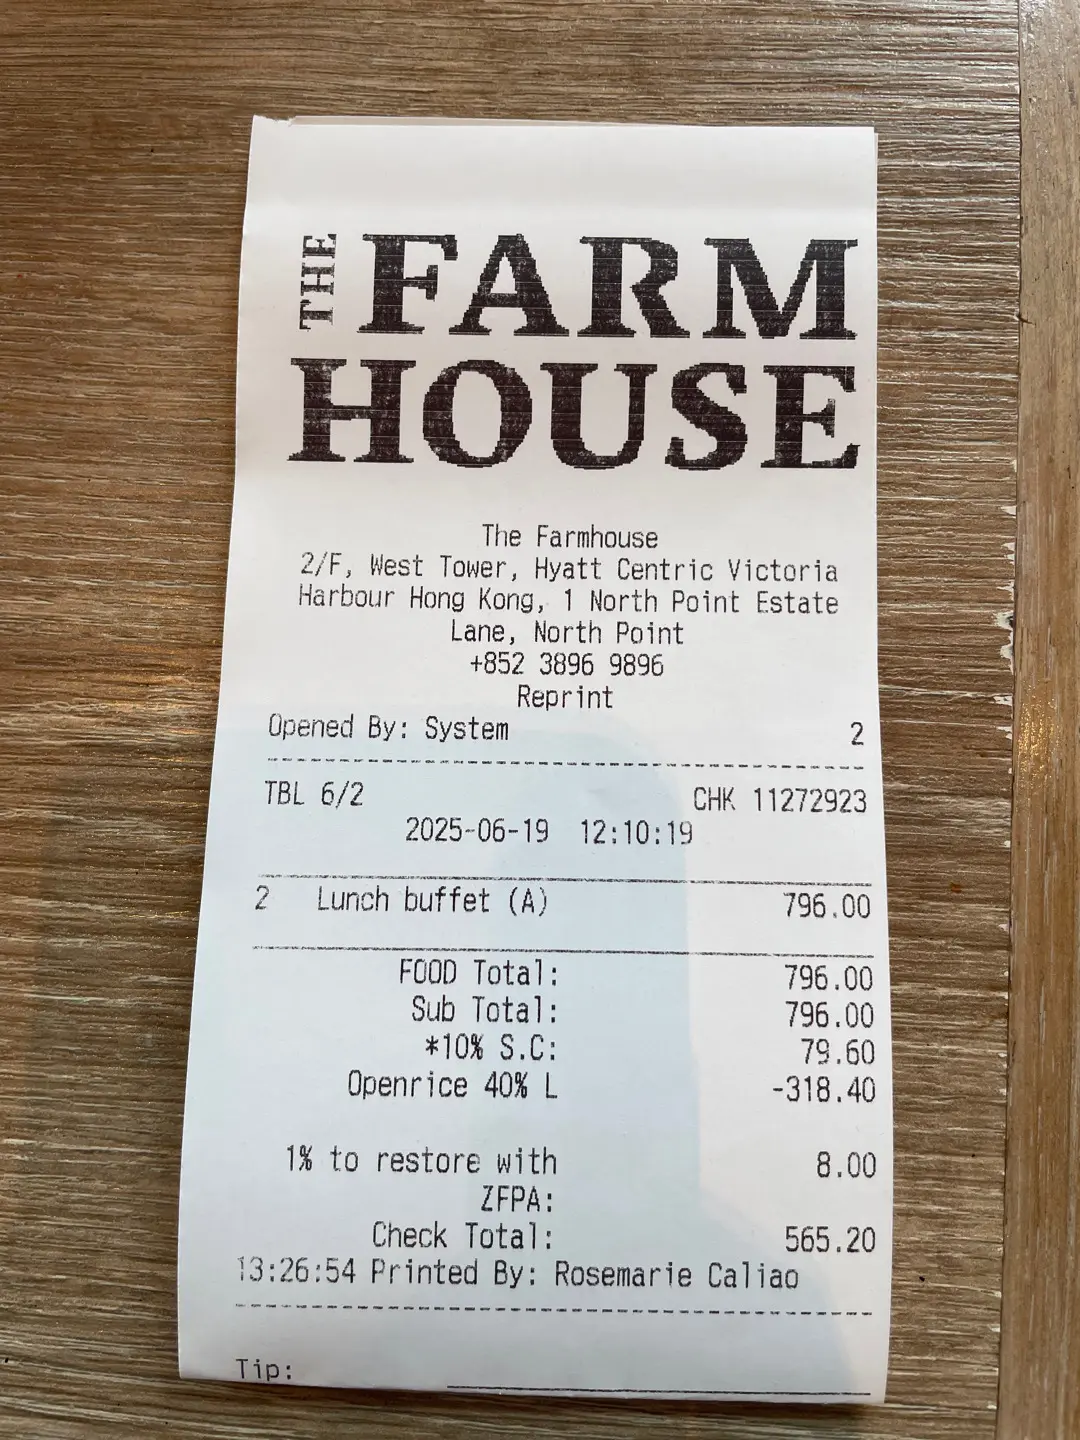 THE FARM
HOUSE
The Farmhouse
2/F, West Tower, Hyatt Centric Victoria
Harbour Hong Kong, 1 North Point Estate
Lane, North Point
+852 3896 9896
Reprint
Opened By: System 2
TBL 6/2 CHK 11272923
2025-06-19 12:10:19
2 Lunch buffet (A) 796.00
FOOD Total: 796.00
Sub Total: 796.00
*10% S.C: 79.60
Openrice 40% L -318.40
1% to restore with 8.00
ZFPA:
Check Total: 565.20
13:26:54 Printed By: Rosemarie Caliao
Tip: